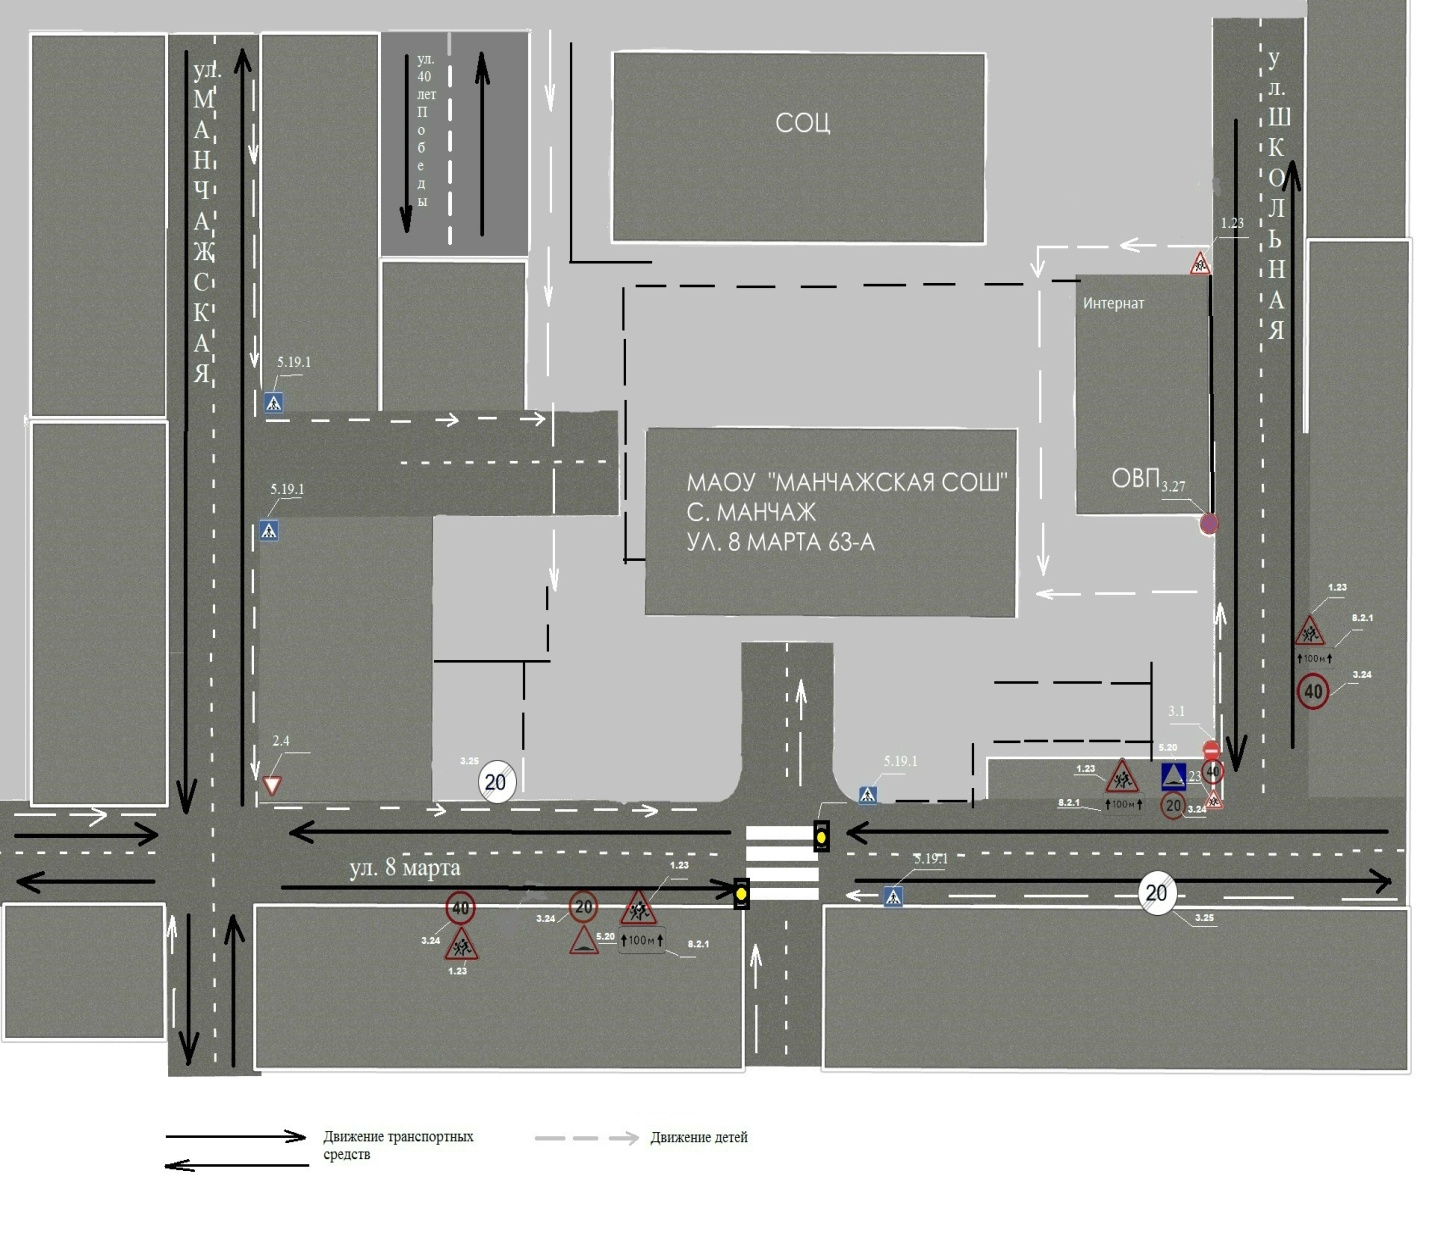 ул. МАНЧАЖСКАЯ
ул. 40 лет Победы
СОЦ
ул. ШКОЛЬНАЯ
1.23
Интернат
5.19.1
МАОУ "МАНЧАЖСКАЯ СОШ"
С. МАНЧАЖ
УЛ. 8 МАРТА 63-А
ОВП
3.27
5.19.1
1.23
8.2.1
100м
3.24
40
3.1
2.4
5.20
3.25
20
5.19.1
1.23
40
.23
8.2.1
100м
20
3.24
ул. 8 марта
1.23
5.19.1
20
3.25
40
20
3.24
5.20
100м
8.2.1
3.24
1.23
Движение транспортных
средств
Движение детей